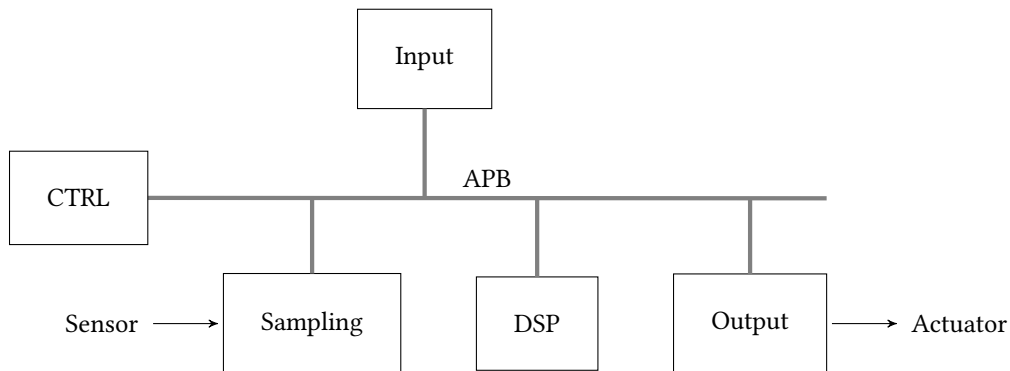 Input
APB
CTRL
Sensor
Sampling
DSP
Output
Actuator